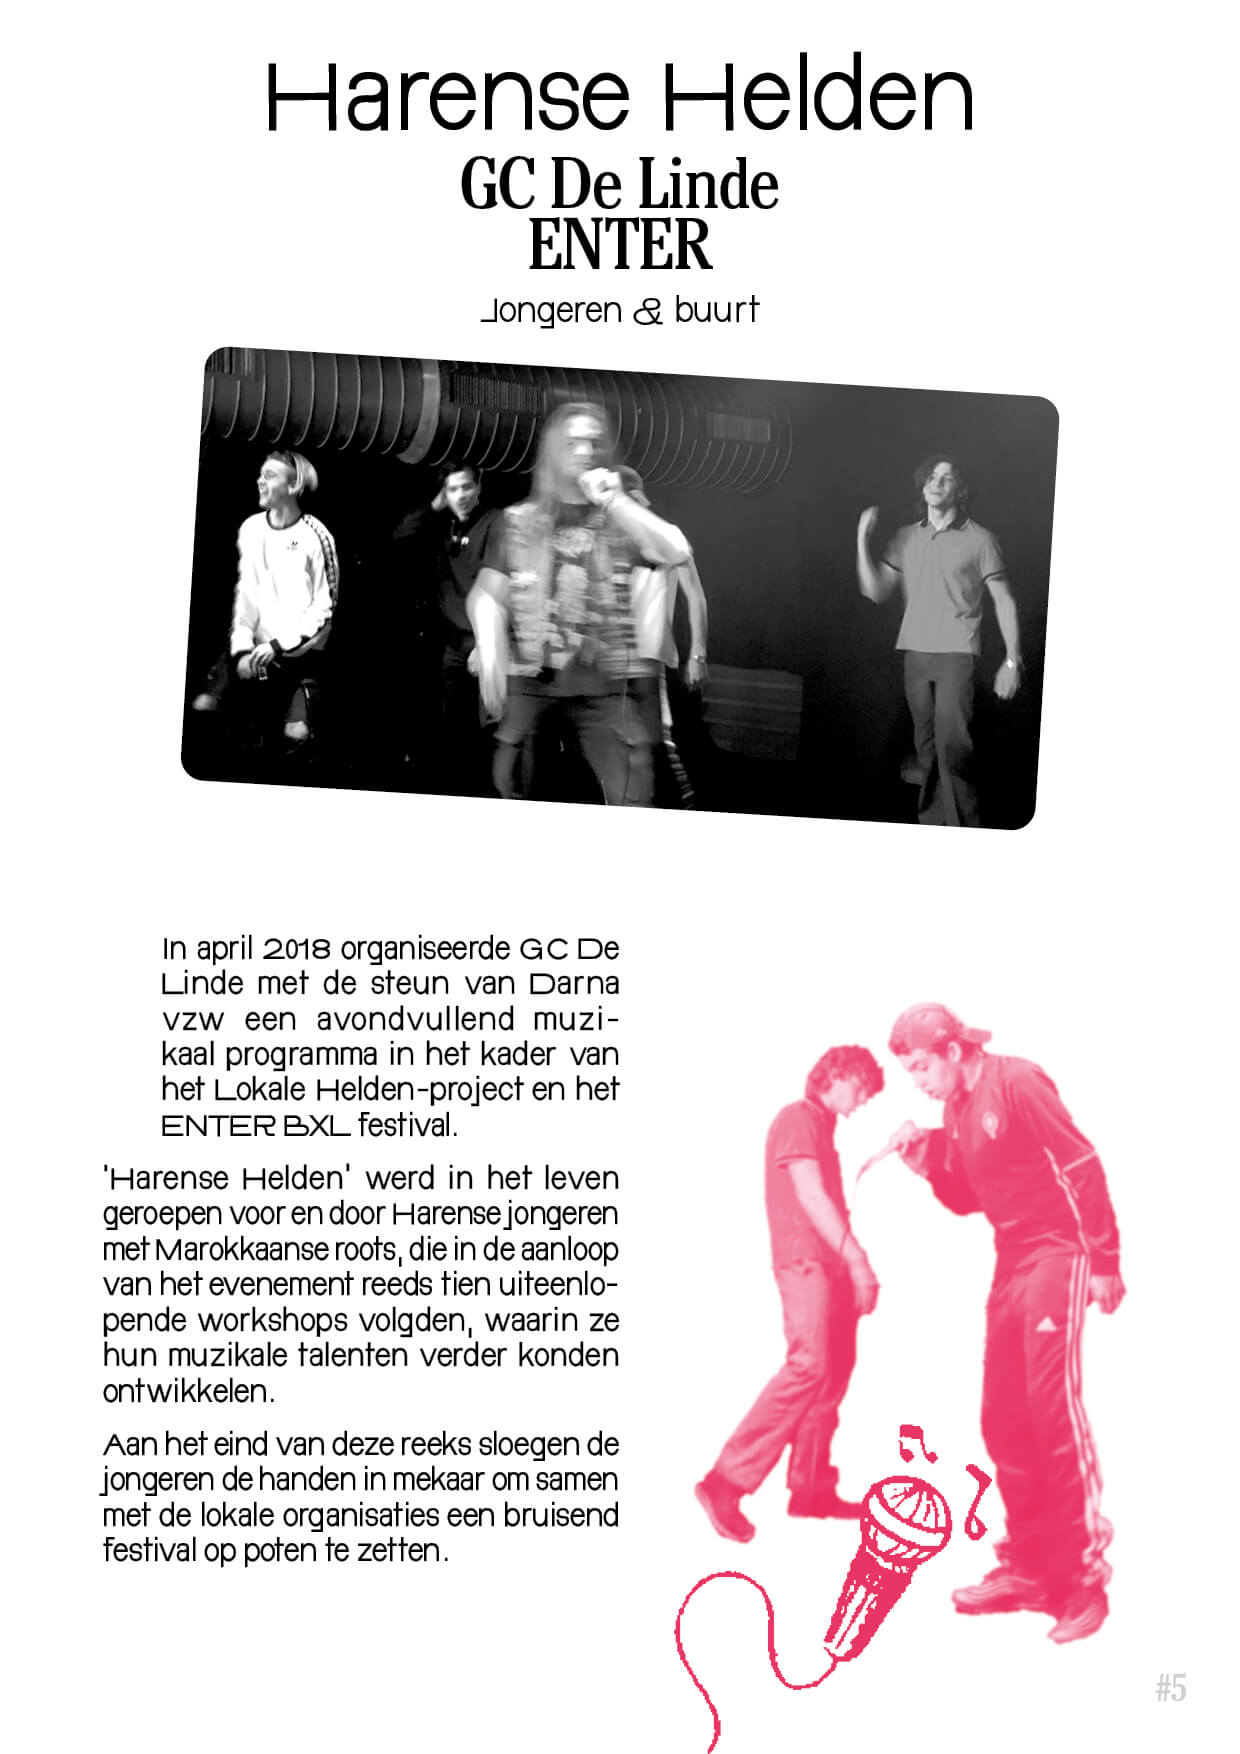 Harense Helden
GC De Linde
ENTER
Jongeren & buurt
In april 2018 organiseerde GC De
Linde met de steun van Darna
vzw een avondvullend muzi-
kaal programma in het kader van
het Lokale Helden-project en het
ENTER BXL festival.
'Harense Helden' werd in het leven
geroepen voor en door Harense jongeren
met Marokkaanse roots, die in de aanloop
van het evenement reeds tien uiteenlo-
pende workshops volgden, waarin ze
hun muzikale talenten verder konden
ontwikkelen.
Aan het eind van deze reeks sloegen de
jongeren de handen in mekaar om samen
met de lokale organisaties een bruisend
festival op poten te zetten.
#5